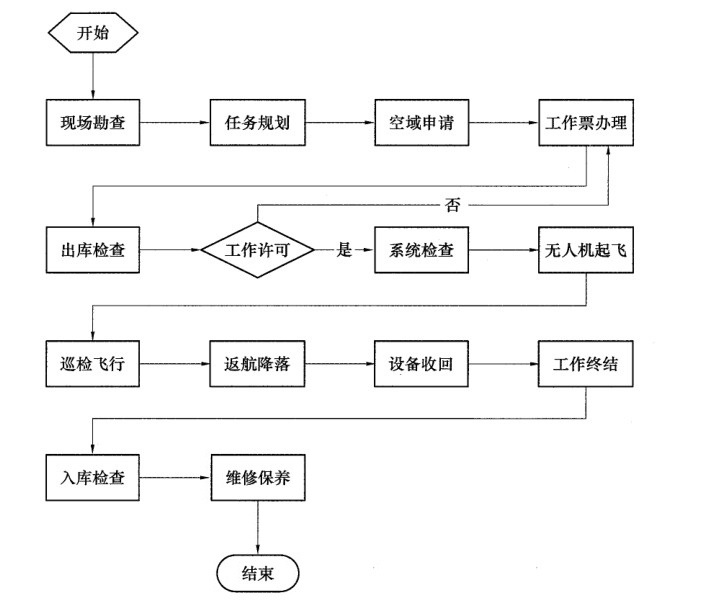 开始
现场勘查
任务规划
空域申请
工作票办理
否
出库检查
工作许可
是
系统检查
无人机起飞
巡检飞行
返航降落
设备收回
工作终结
入库检查
维修保养
结束